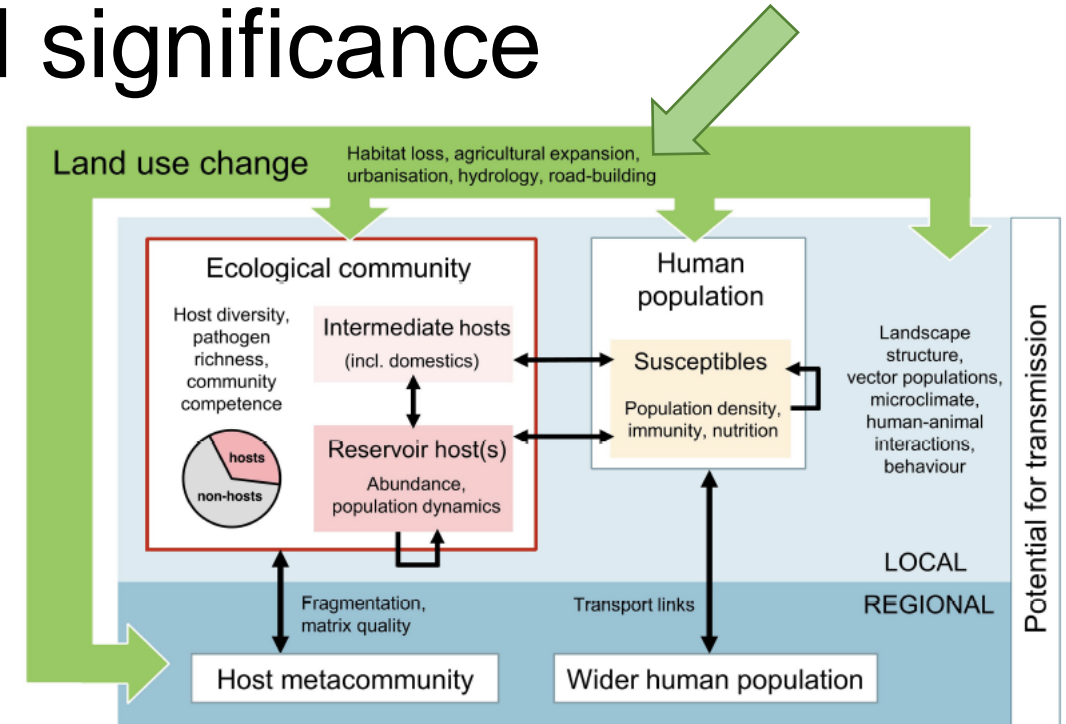 l significance
Land use change
Habitat loss, agricultural expansion,
urbanisation, hydrology, road-building
Ecological community
Host diversity,
pathogen
richness,
community
competence
hosts
non-hosts
Intermediate hosts
(incl. domestics)
Reservoir host(s)
Abundance,
population dynamics
Human
population
Susceptibles
Population density,
immunity, nutrition
Landscape
structure,
vector populations,
microclimate,
human-animal
interactions,
behaviour
LOCAL
REGIONAL
Potential for transmission
Fragmentation,
matrix quality
Transport links
Host metacommunity
Wider human population